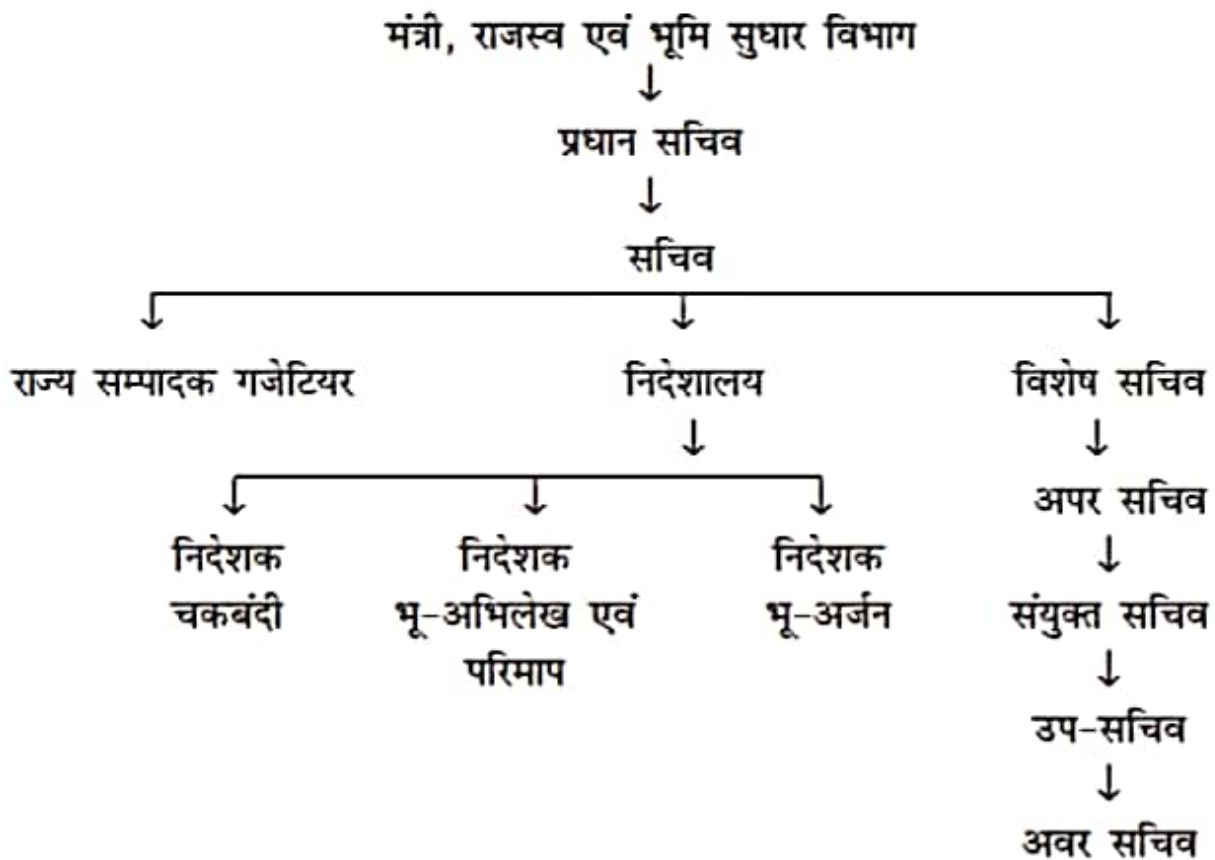 मंत्री, राजस्व एवं भूमि सुधार विभाग
↓
प्रधान सचिव
↓
सचिव
राज्य सम्पादक गजेटियर
निदेशालय
विशेष सचिव
↓
↓
अपर सचिव
निदेशक
चकबंदी
निदेशक
भू-अभिलेख एवं
परिमाप
निदेशक
भू-अर्जन
↓
संयुक्त सचिव
↓
उप-सचिव
↓
अवर सचिव